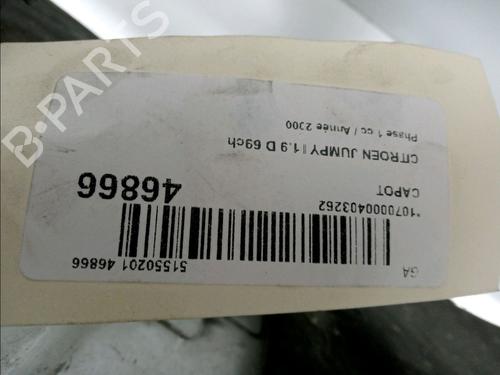 B-PARTS
GA
51550201 46866
*1070000403262
CAPOT
46866
CITROEN JUMPY I 1.9 D 69ch
Phase 1 cc / Année 2000